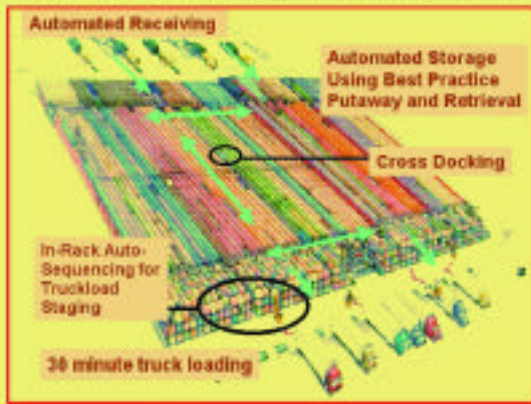 Automated Receiving
Automated Storage
Using Best Practice
Putaway and Retrieval
Cross Docking
In-Rack Auto-
Sequencing for
Truckload
Staging
30 minute truck loading